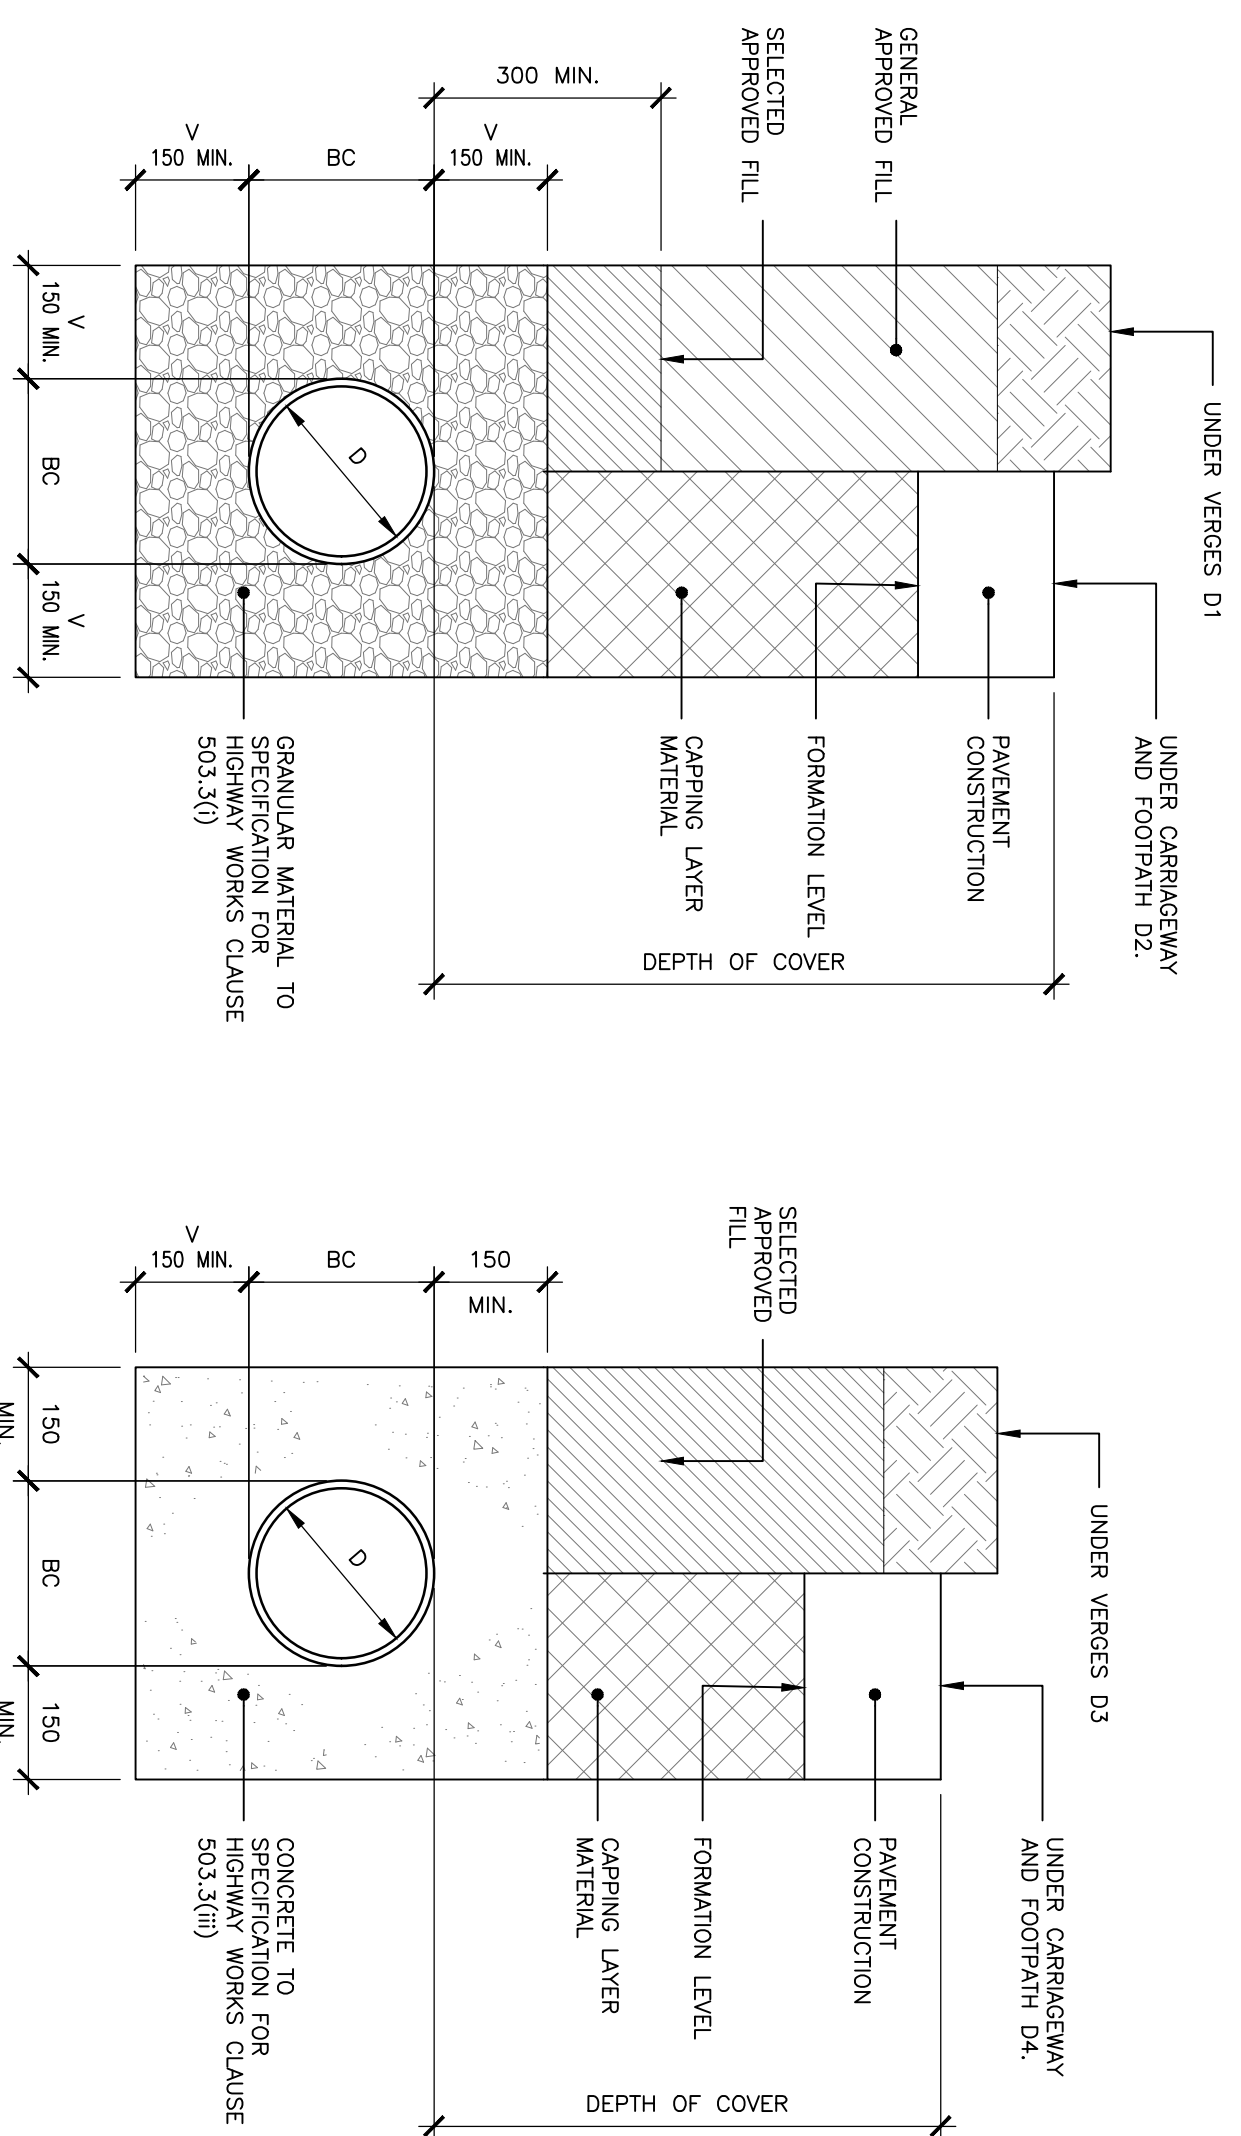 UNDER VERGES D1
UNDER CARRIAGEWAY
AND FOOTPATH D2.
GENERAL
APPROVED FILL
SELECTED
APPROVED FILL
PAVEMENT
CONSTRUCTION
FORMATION LEVEL
CAPPING LAYER
MATERIAL
DEPTH OF COVER
300 MIN.
V
150 MIN.
BC
V
150 MIN.
D
GRANULAR MATERIAL TO
SPECIFICATION FOR
HIGHWAY WORKS CLAUSE
503.3(i)
V
150 MIN.
BC
V
150 MIN.
UNDER VERGES D3
UNDER CARRIAGEWAY
AND FOOTPATH D4.
SELECTED
APPROVED
FILL
PAVEMENT
CONSTRUCTION
FORMATION LEVEL
CAPPING LAYER
MATERIAL
DEPTH OF COVER
150
MIN.
BC
V
150 MIN.
D
CONCRETE TO
SPECIFICATION FOR
HIGHWAY WORKS CLAUSE
503.3(iii)
150
MIN.
BC
150
MIN.